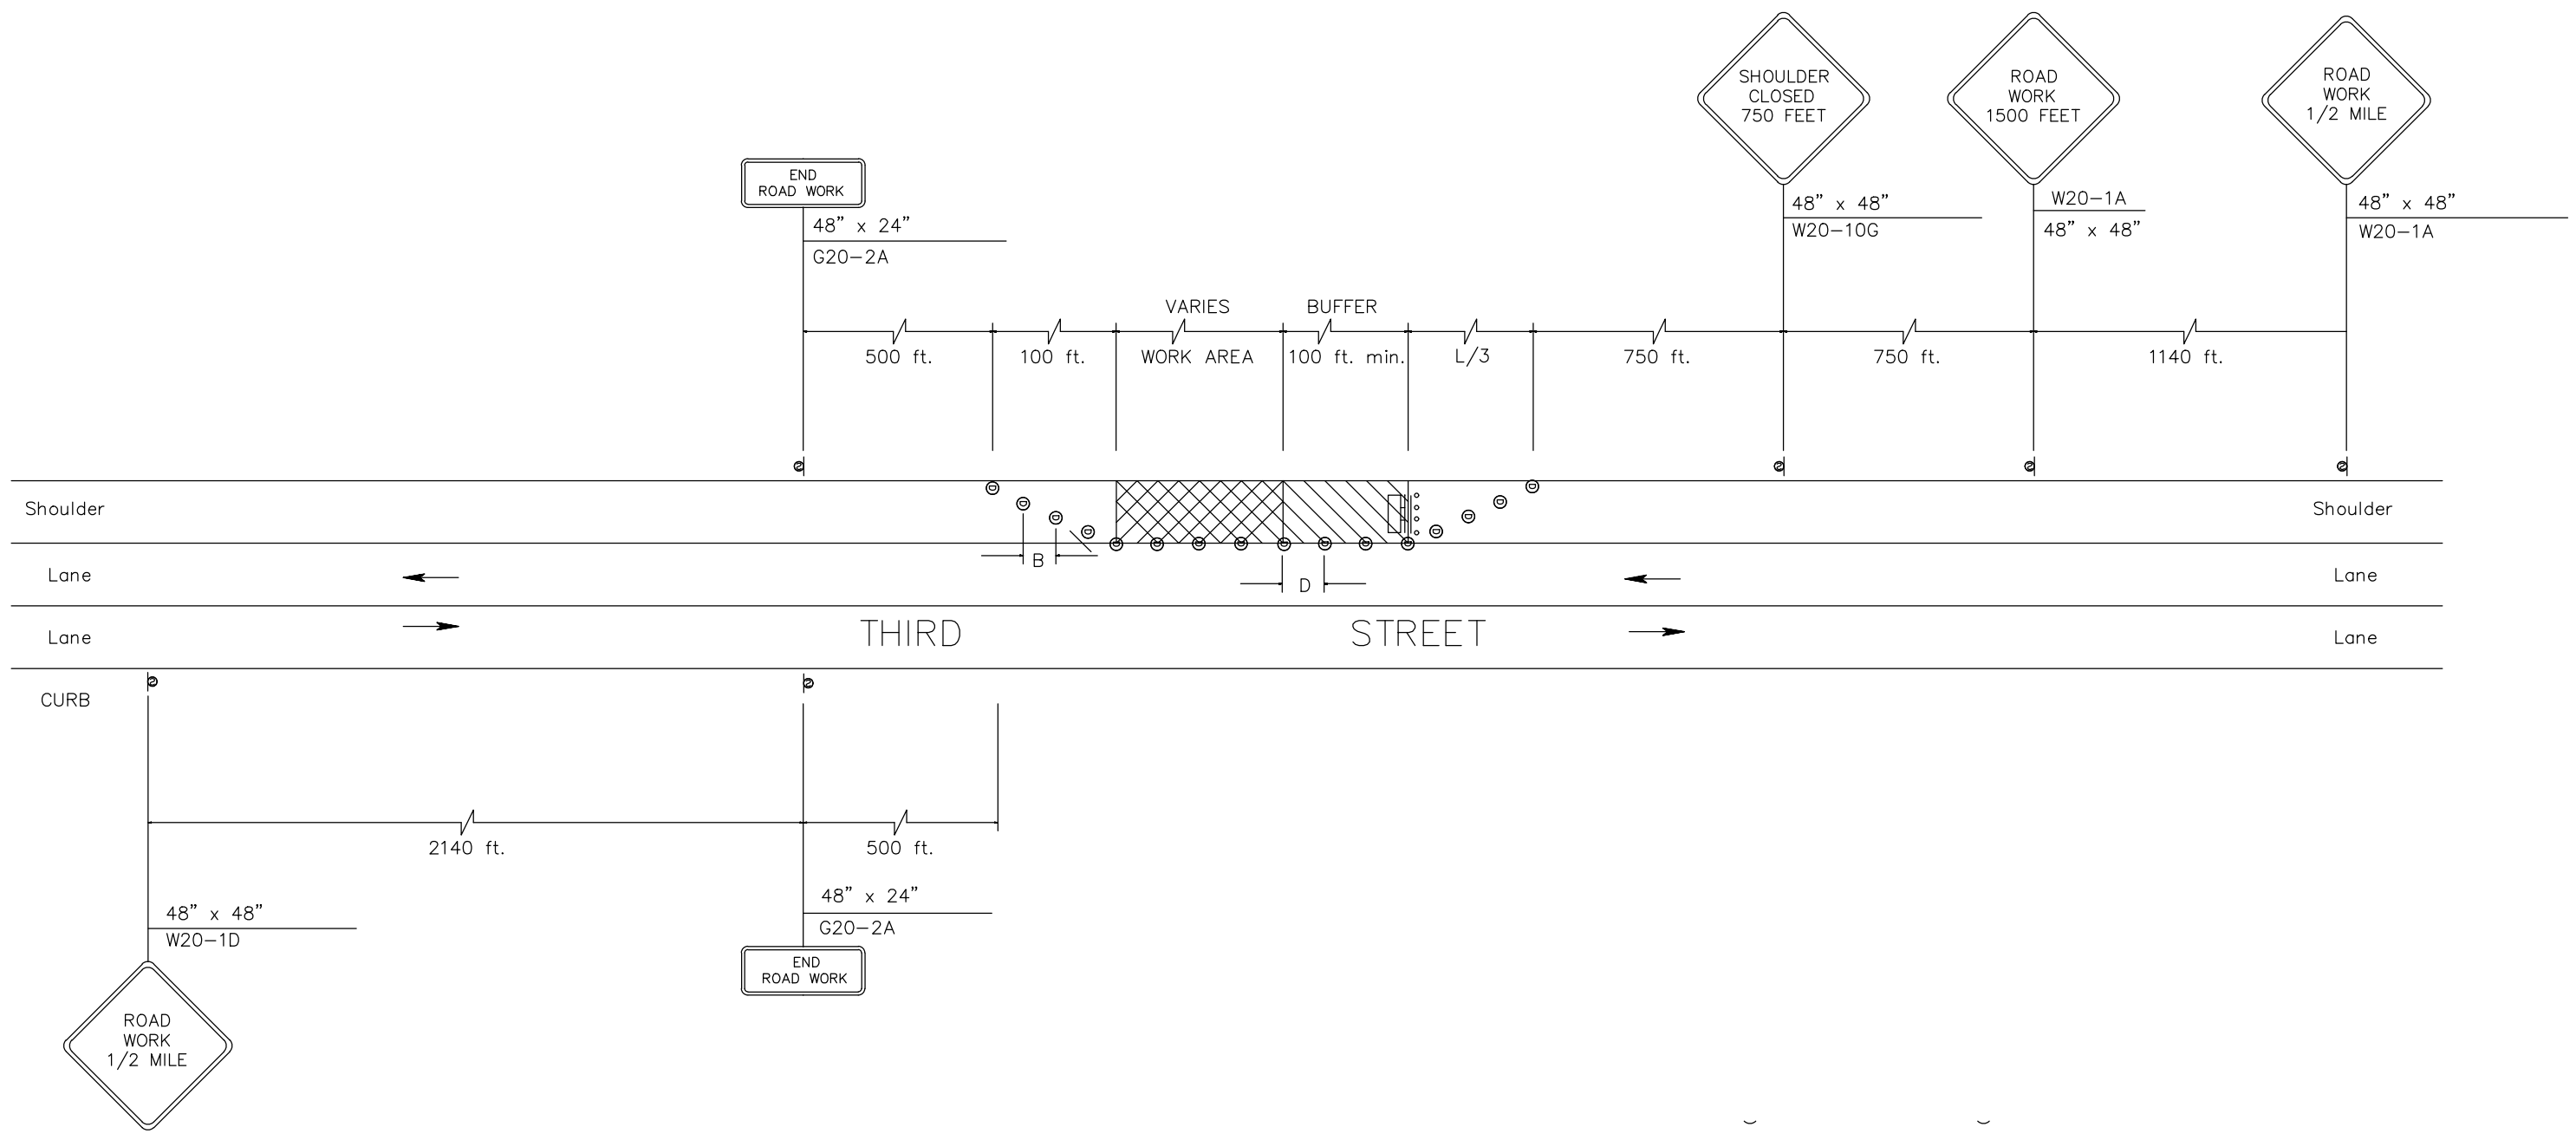 SHOULDER
CLOSED
750 FEET
ROAD
WORK
1500 FEET
ROAD
WORK
1/2 MILE
END
ROAD WORK
48” x 24”
G20-2A
48” x 48”
W20-10G
W20-1A
48” x 48”
48” x 48”
W20-1A
VARIES
BUFFER
500 ft.
100 ft.
WORK AREA
100 ft. min.
L/3
750 ft.
750 ft.
1140 ft.
Shoulder
Shoulder
B
D
Lane
Lane
Lane
THIRD STREET
Lane
CURB
2140 ft.
500 ft.
48” x 24”
G20-2A
48” x 48”
W20-1D
END
ROAD WORK
ROAD
WORK
1/2 MILE